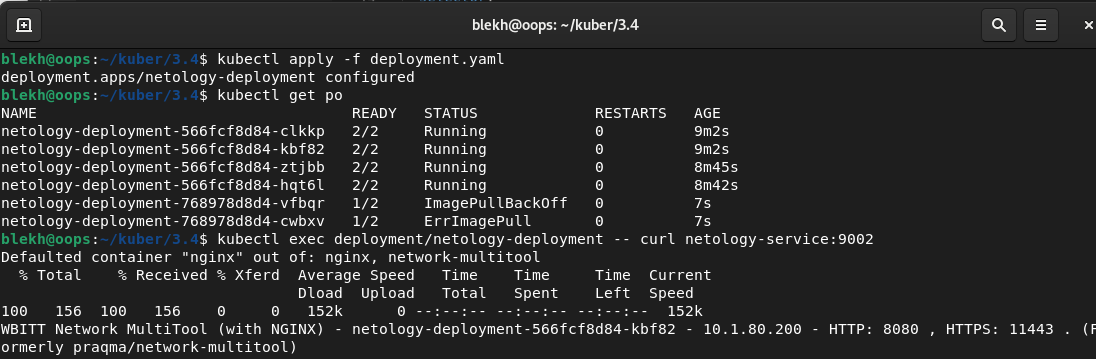 blekh@oops: ~/kuber/3.4
blekh@oops:~/kuber/3.4$ kubectl apply -f deployment.yaml
deployment.apps/netology-deployment configured
blekh@oops:~/kuber/3.4$ kubectl get po
NAME                                   READY   STATUS             RESTARTS   AGE
netology-deployment-566fcf8d84-clkkp   2/2     Running            0          9m2s
netology-deployment-566fcf8d84-kbf82   2/2     Running            0          9m2s
netology-deployment-566fcf8d84-ztjbb   2/2     Running            0          8m45s
netology-deployment-566fcf8d84-hqt6l   2/2     Running            0          8m42s
netology-deployment-768978d8d4-vfbqr   1/2     ImagePullBackOff   0          7s
netology-deployment-768978d8d4-cwbxv   1/2     ErrImagePull       0          7s
blekh@oops:~/kuber/3.4$ kubectl exec deployment/netology-deployment -- curl netology-service:9002
Defaulted container "nginx" out of: nginx, network-multitool
  % Total    % Received % Xferd  Average Speed   Time    Time     Time  Current
                                 Dload  Upload   Total   Spent    Left  Speed
100   156  100   156    0     0   152k      0 --:--:-- --:--:-- --:--:--  152k
WBITT Network MultiTool (with NGINX) - netology-deployment-566fcf8d84-kbf82 - 10.1.80.200 - HTTP: 8080 , HTTPS: 11443 . (F
ormerly praqma/network-multitool)